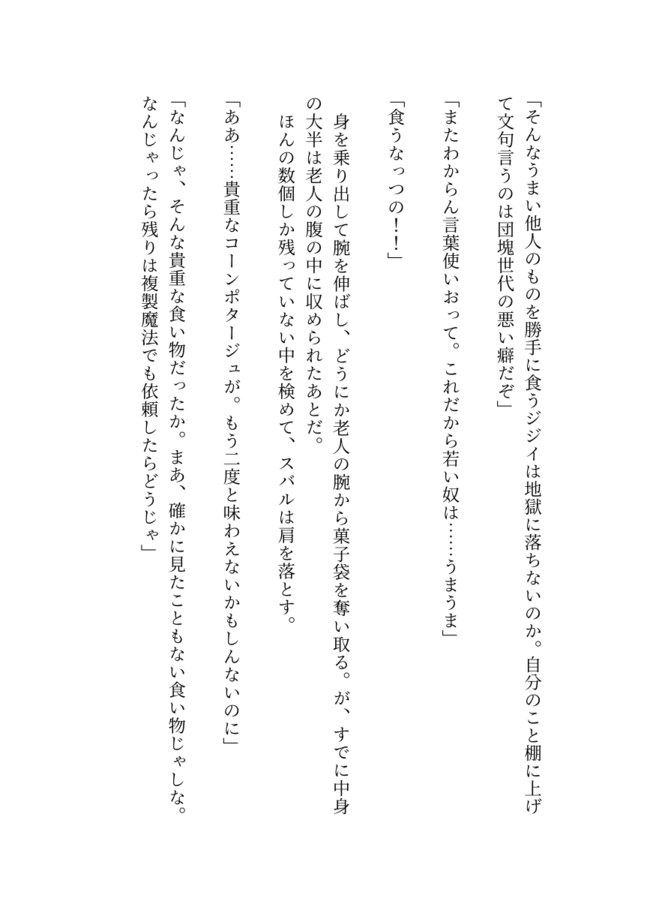 「そんなうまい他人のものを勝手に食うジジイは地獄に落ちないのか。自分のこと棚に上げ
て文句言うのは団塊世代の悪い癖だぞ」
「またわからん言葉使いおって。これだから若い奴は……うまうま」
「食うなっつの！！」
身を乗り出して腕を伸ばし、どうにか老人の腕から菓子袋を奪い取る。が、すでに中身
の大半は老人の腹の中に収められたあとだ。
ほんの数個しか残っていない中を検めて、スバルは肩を落とす。
「ああ……貴重なコーンポタージュが。もう二度と味わえないかもしんないのに」
「なんじゃ、そんな貴重な食い物だったか。まあ、確かに見たこともない食い物じゃしな。
なんじゃったら残りは複製魔法でも依頼したらどうじゃ」